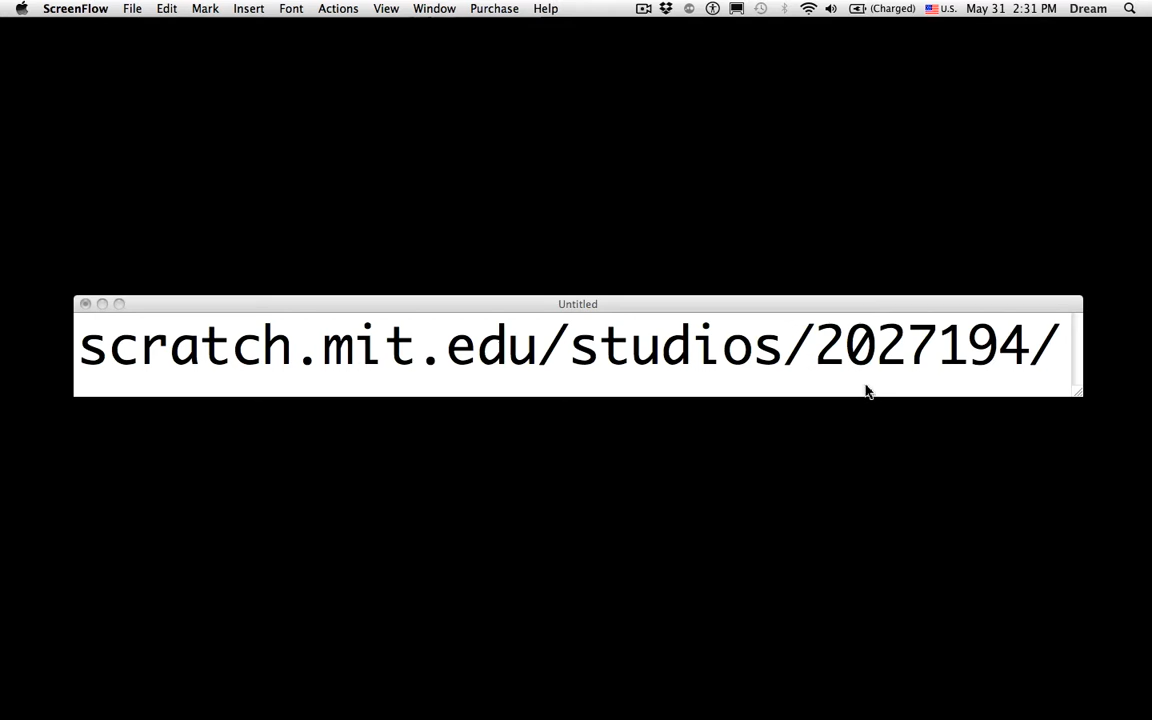 ScreenFlow File Edit Mark Insert Font Actions View Window Purchase Help (Charged) U.S. May 31 2:31 PM Dream
Untitled
scratch.mit.edu/studios/2027194/